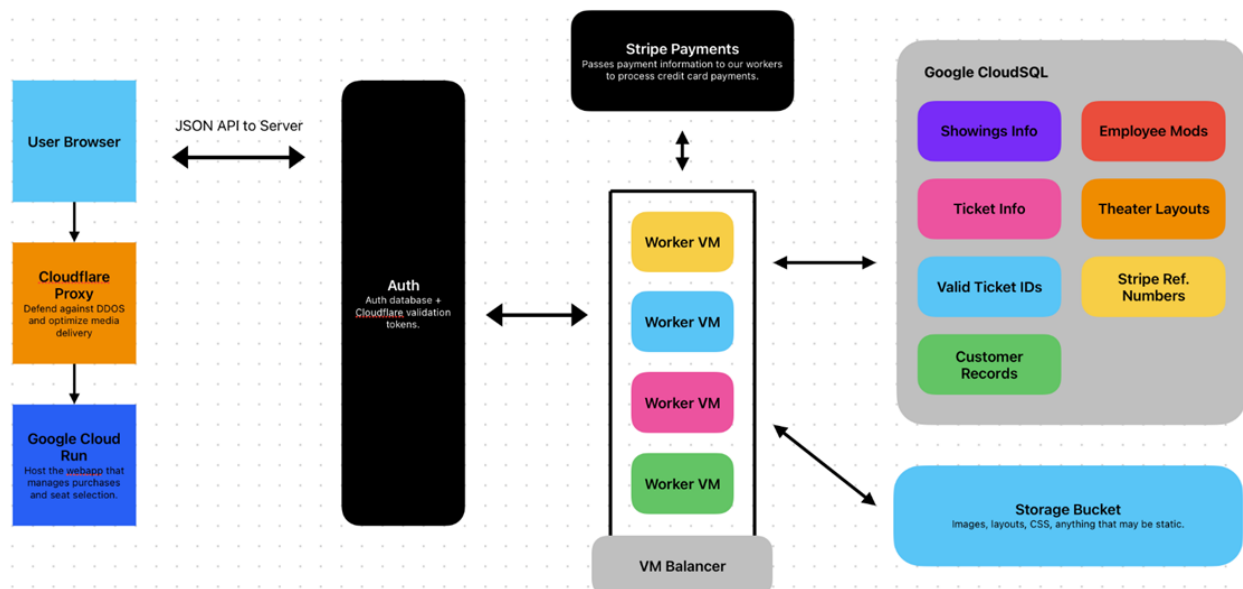 User Browser
Cloudflare
Proxy
Defend against DDOS
and optimize media
delivery
Google Cloud
Run
Host the webapp that
manages purchases
and seat selection.
JSON API to Server
Auth
Auth database +
Cloudflare validation
tokens.
Stripe Payments
Passes payment information to our workers
to process credit card payments.
Worker VM
Worker VM
Worker VM
Worker VM
VM Balancer
Google CloudSQL
Showings Info
Employee Mods
Ticket Info
Theater Layouts
Valid Ticket IDs
Stripe Ref.
Numbers
Customer
Records
Storage Bucket
Images, layouts, CSS, anything that may be static.